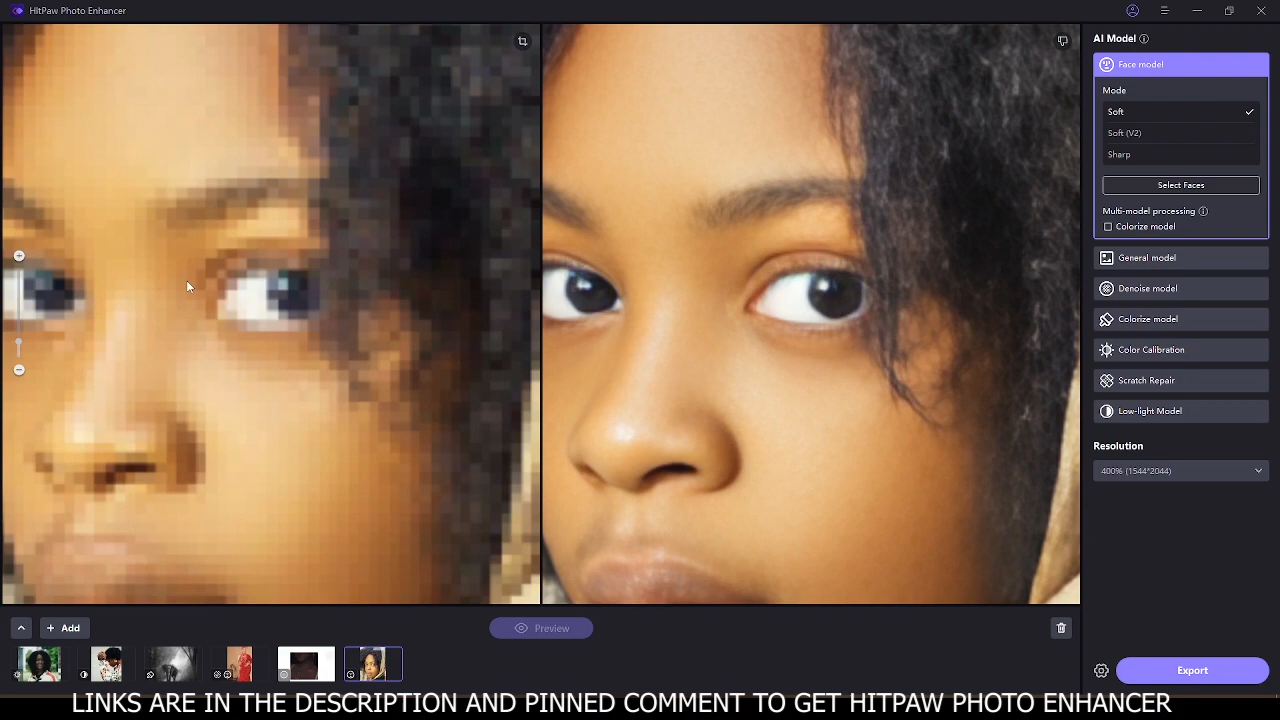 HitPaw Photo Enhancer
AI Model
Face model
Mode
Soft
Soft (V2)
Sharp
Select Faces
Multi-model processing
Colorize model
General model
Denoise model
Colorize model
Color Calibration
Scratch Repair
Low-light Model
Resolution
400% (1544*2044)
Add
Preview
Export
LINKS ARE IN THE DESCRIPTION AND PINNED COMMENT TO GET HITPAW PHOTO ENHANCER